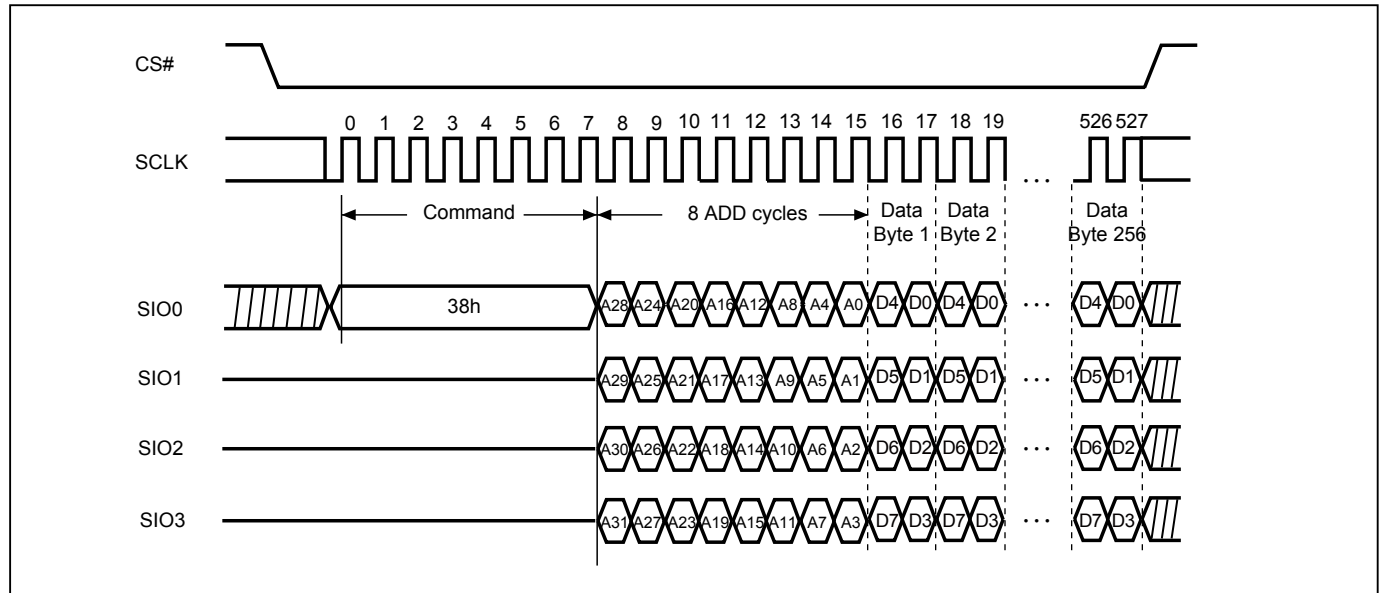 CS#
0 1 2 3 4 5 6 7 8 9 10 11 12 13 14 15 16 17 18 19 526 527
SCLK
. . .
Command 8 ADD cycles Data Data Data
Byte 1 Byte 2 Byte 256
SIO0 38h A28 A24 A20 A16 A12 A8 A4 A0 D4 D0 D4 D0 . . . D4 D0
SIO1 A29 A25 A21 A17 A13 A9 A5 A1 D5 D1 D5 D1 . . . D5 D1
SIO2 A30 A26 A22 A18 A14 A10 A6 A2 D6 D2 D6 D2 . . . D6 D2
SIO3 A31 A27 A23 A19 A15 A11 A7 A3 D7 D3 D7 D3 . . . D7 D3